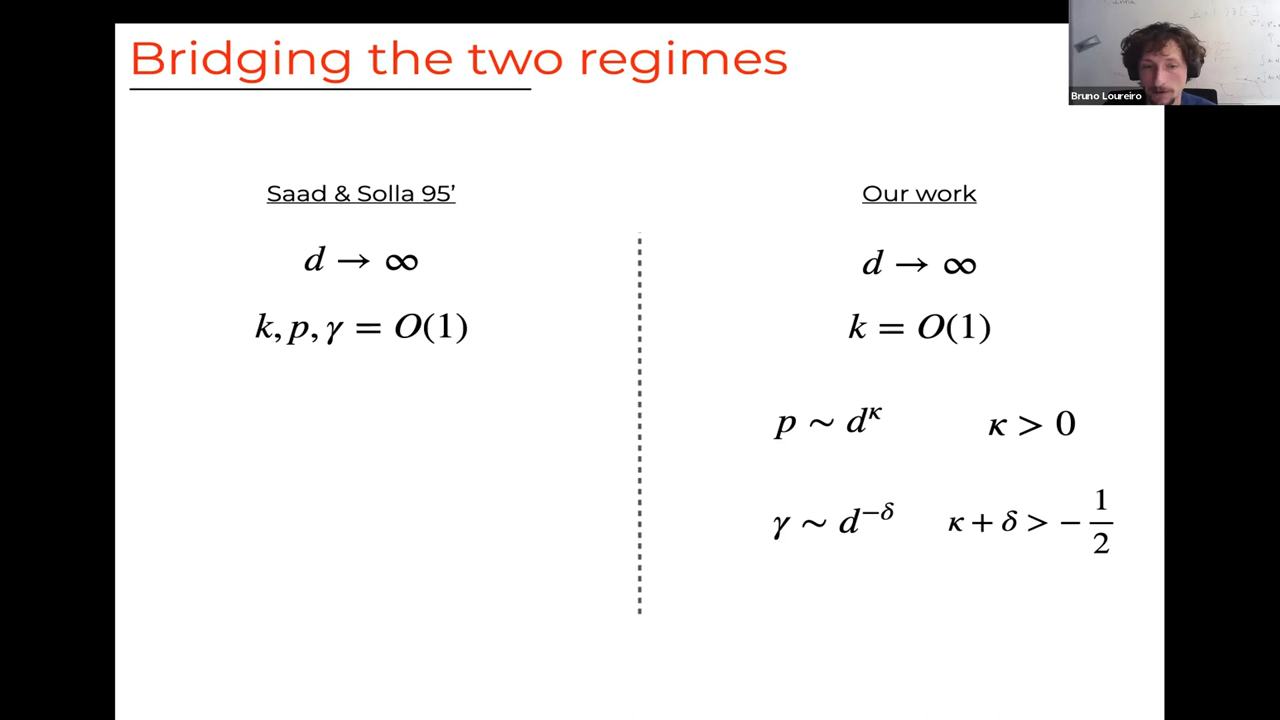 Bridging the two regimes
Bruno Loureiro
Saad & Solla 95’
d → ∞
k, p, γ = O(1)
Our work
d → ∞
k = O(1)
p ∼ d^κ κ > 0
γ ∼ d^{−δ} κ + δ > − 1/2